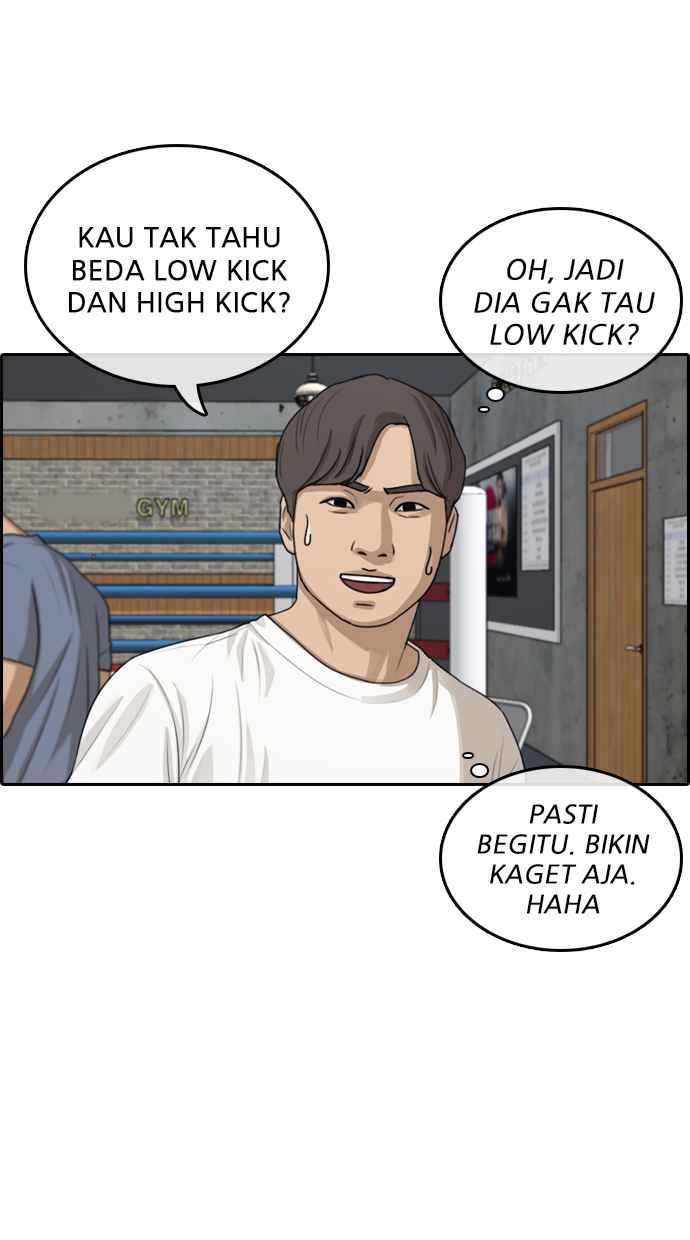 KAU TAK TAHU
BEDA LOW KICK
DAN HIGH KICK?
OH, JADI
DIA GAK TAU
LOW KICK?
GYM
PASTI
BEGITU. BIKIN
KAGET AJA.
HAHA